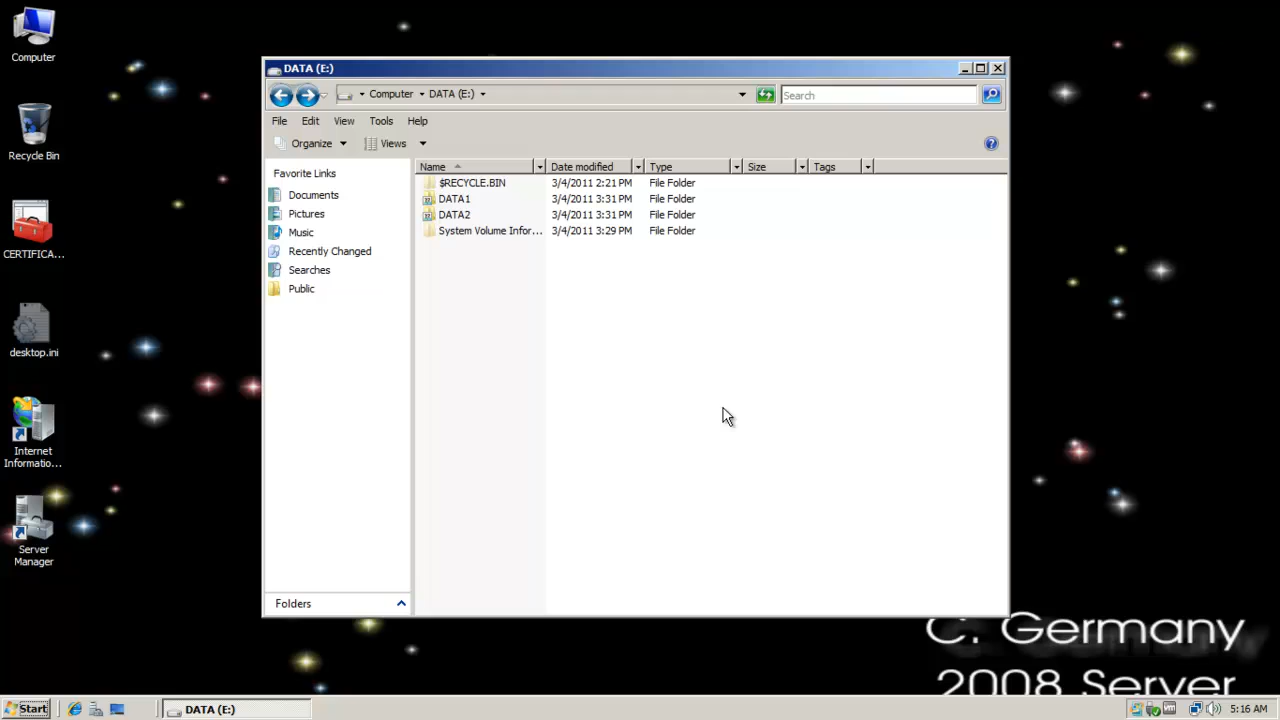 Computer
Recycle Bin
CERTIFICA...
desktop.ini
Internet
Informatio...
Server
Manager
DATA (E:)
Computer
DATA (E:)
Search
File
Edit
View
Tools
Help
Organize
Views
Favorite Links
Documents
Pictures
Music
Recently Changed
Searches
Public
Folders
Name
Date modified
Type
Size
Tags
$RECYCLE.BIN 3/4/2011 2:21 PM File Folder
DATA1 3/4/2011 3:31 PM File Folder
DATA2 3/4/2011 3:31 PM File Folder
System Volume Infor... 3/4/2011 3:29 PM File Folder
C. Germany
2008 Server
Start
DATA (E:)
5:16 AM